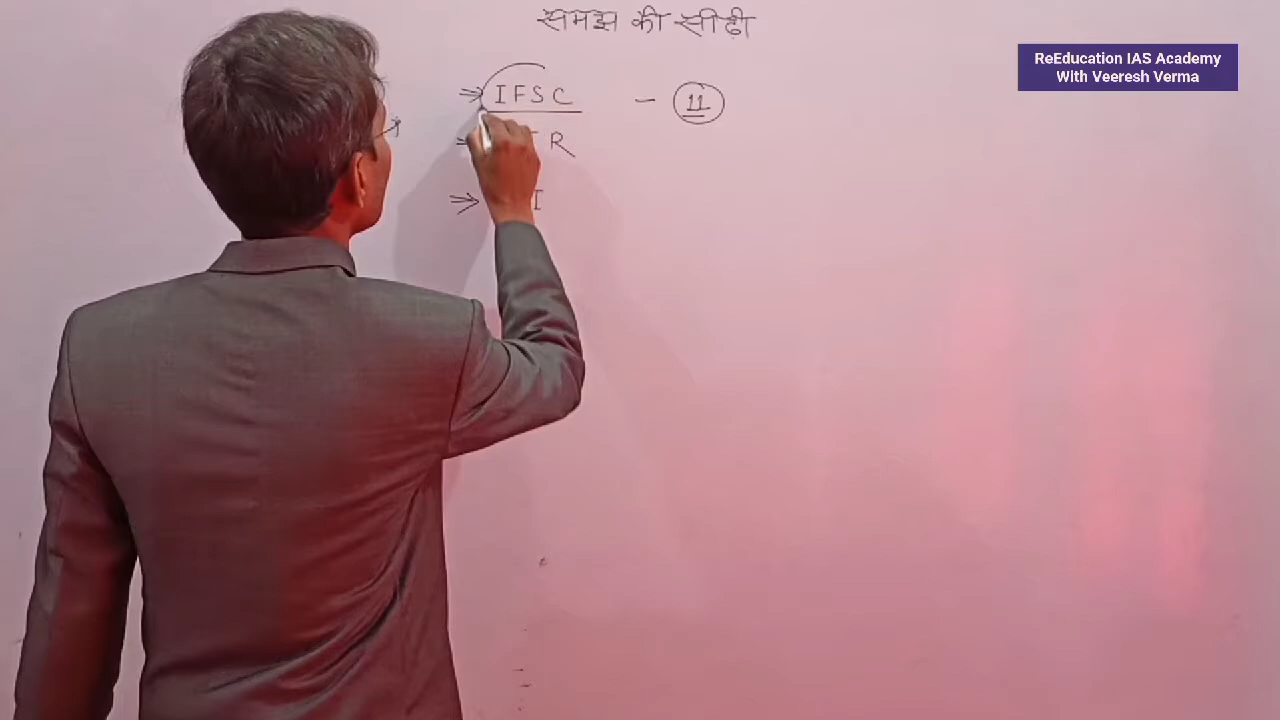 समझ की सीढ़ी
ReEducation IAS Academy
With Veeresh Verma
⇒ IFSC - 11
R
⇒ I